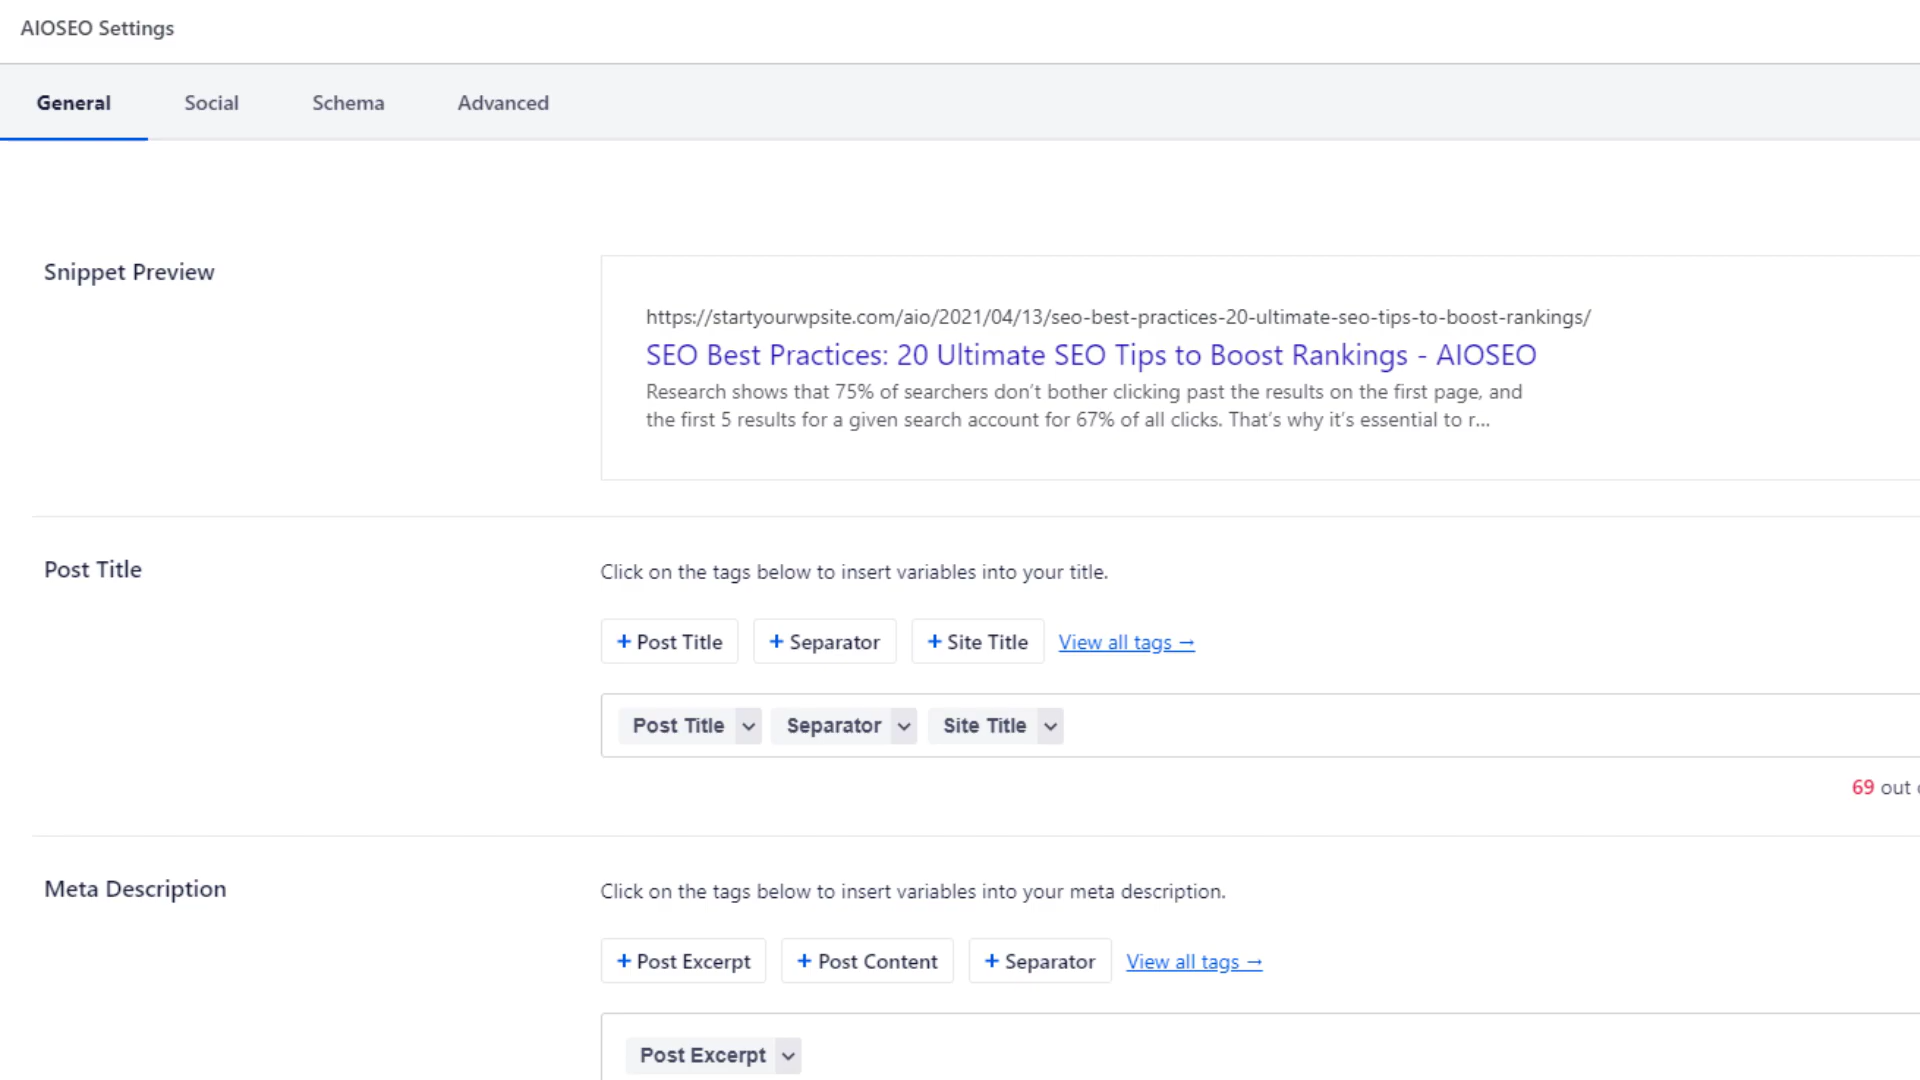 AIOSEO Settings
General Social Schema Advanced
Snippet Preview
https://startyourwpsite.com/aio/2021/04/13/seo-best-practices-20-ultimate-seo-tips-to-boost-rankings/
SEO Best Practices: 20 Ultimate SEO Tips to Boost Rankings - AIOSEO
Research shows that 75% of searchers don’t bother clicking past the results on the first page, and
the first 5 results for a given search account for 67% of all clicks. That’s why it’s essential to r...
Post Title
Click on the tags below to insert variables into your title.
+ Post Title + Separator + Site Title View all tags →
Post Title Separator Site Title
69 out
Meta Description
Click on the tags below to insert variables into your meta description.
+ Post Excerpt + Post Content + Separator View all tags →
Post Excerpt